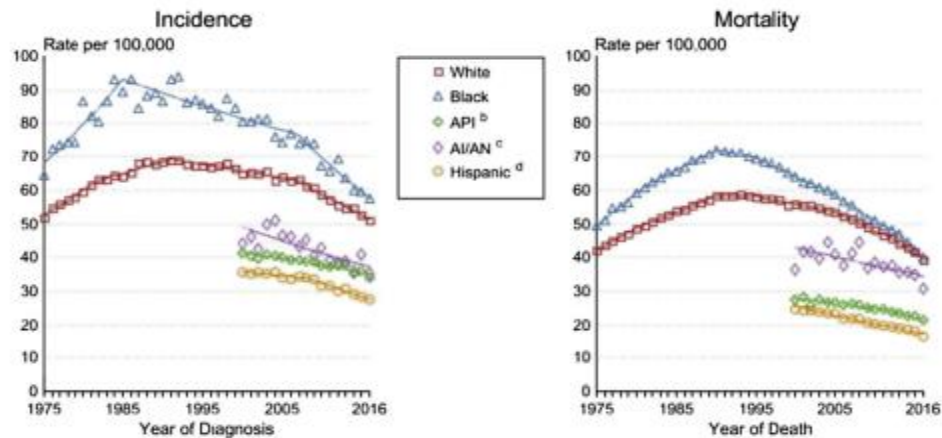 Incidence
Rate per 100,000
100
90
80
70
60
50
40
30
20
10
0
1975
1985
1995
2005
2016
Year of Diagnosis
White
Black
API b
AI/AN c
Hispanic d
Mortality
Rate per 100,000
100
90
80
70
60
50
40
30
20
10
0
1975
1985
1995
2005
2016
Year of Death